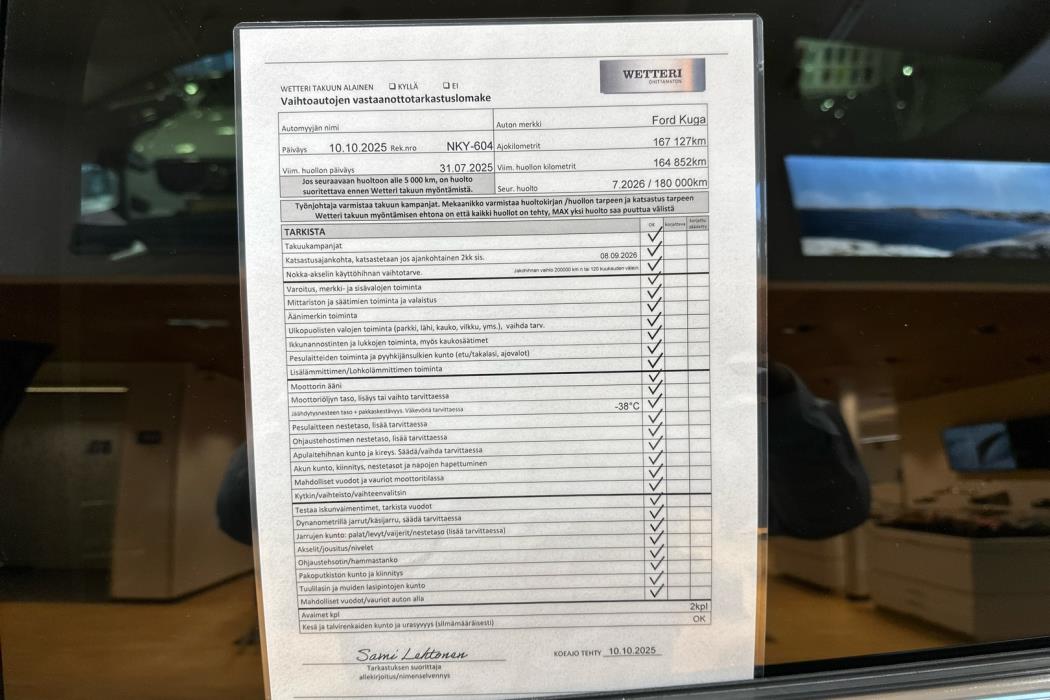 WETTERI TAKUUN ALAINEN ☐ KYLLÄ ☐ EI
WETTERI
Vaihtoautojen vastaanottotarkastuslomake
Automyyjän nimi
Auton merkki Ford Kuga
Päiväys 10.10.2025 Rek.nro NKY-604 Ajokilometrit 167 127km
Viim. huollon päiväys 31.07.2025 Viim. huollon kilometrit 164 852km
Jos seuraavaan huoltoon alle 5 000 km, on huolto
suoritettava ennen Wetteri takuun myöntämistä.
Seur. huolto 7.2026 / 180 000km
Työnjohtaja varmistaa takuun kampanjat. Mekaanikko varmistaa huoltokirjan /huollon tarpeen ja katsastus tarpeen
Wetteri takuun myöntämisen ehtona on että kaikki huollot on tehty, MAX yksi huolto saa puuttua välistä
TARKISTA OK
Takuukampanjat
Katsastusajankohta, katsastetaan jos ajankohtainen 2kk sis. 08.09.2026
Nokka-akselin käyttöhihnan vaihtotarve.
Varoitus, merkki- ja sisävalojen toiminta
Mittariston ja säätimien toiminta ja valaistus
Äänimerkin toiminta
Ulkopuolisten valojen toiminta (parkki, lähi, kauko, vilkku, yms.), vaihda tarv.
Ikkunannostinten ja lukkojen toiminta, myös kaukosäätimet
Pesulaitteiden toiminta ja pyyhkijänsulkien kunto (etu/takalasi, ajovalot)
Lisälämmittimen/Lohkolämmittimen toiminta
Moottorin ääni
Moottoriöljyn taso, lisäys tai vaihto tarvittaessa
Jäähdytysnesteen taso + pakkaskestävyys. Väkevöinä tarvittaessa -38°C
Pesulaitteen nestetaso, lisää tarvittaessa
Ohjaustehostimen nestetaso, lisää tarvittaessa
Apulaitehihnan kunto ja kireys. Säädä/vaihda tarvittaessa
Akun kunto, kiinnitys, nestetasot ja napojen hapettuminen
Mahdolliset vuodot ja vauriot moottoritilassa
Kytkin/vaihteisto/vaihteenvalitsin
Testaa iskunvaimentimet, tarkista vuodot
Dynanometrillä jarrut/käsijarru, säädä tarvittaessa
Jarrujen kunto: palat/levyt/vaijerit/nestetaso (lisää tarvittaessa)
Akselit/jousitus/nivelet
Ohjaustehsotin/hammastanko
Pakoputkiston kunto ja kiinnitys
Tuulilasin ja muiden lasipintojen kunto
Mahdolliset vuodot/vauriot auton alla
Avaimet kpl 2kpl
Kesä ja talvirenkaiden kunto ja urasyvyys (silmämääräisesti) OK
Sami Lehtonen
KOEAJO TEHTY 10.10.2025
Tarkastuksen suorittaja
allekirjoitus/nimenselvennys